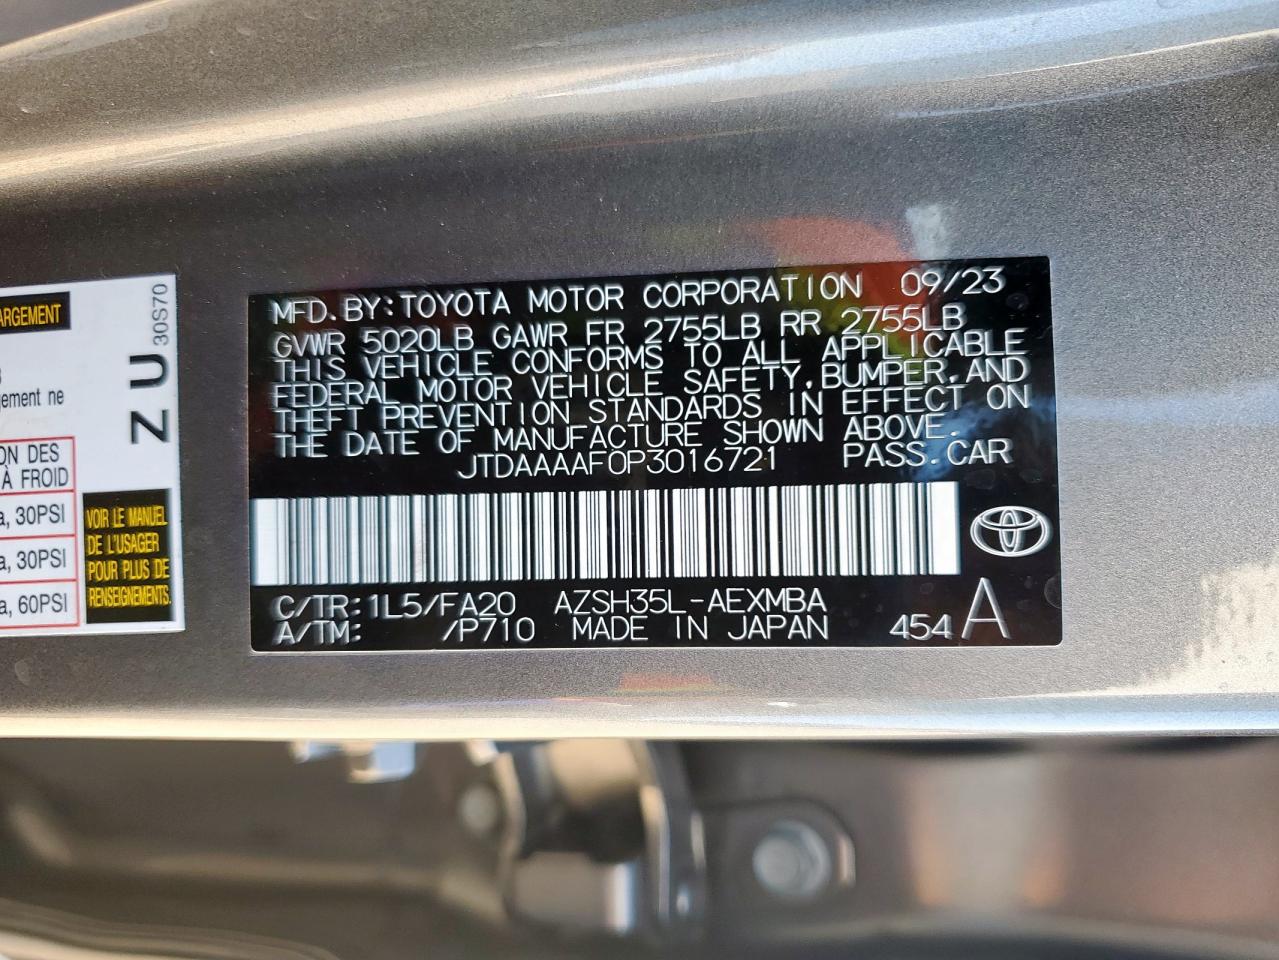 MFD.BY:TOYOTA MOTOR CORPORATION 09/23
GVWR 5020LB GAWR FR 2755LB RR 2755LB
THIS VEHICLE CONFORMS TO ALL APPLICABLE
FEDERAL MOTOR VEHICLE SAFETY,BUMPER,AND
THEFT PREVENTION STANDARDS IN EFFECT ON
THE DATE OF MANUFACTURE SHOWN ABOVE.
JTDAAAAF0P3016721 PASS.CAR
C/TR:1L5/FA20 AZSH35L-AEXMBA
A/TM: /P710 MADE IN JAPAN 454 A
ARGEMENT
gement ne
ION DES
À FROID
a, 30PSI
a, 30PSI
a, 60PSI
VOIR LE MANUEL
DE L'USAGER
POUR PLUS DE
RENSEIGNEMENTS.
Z U 30S70